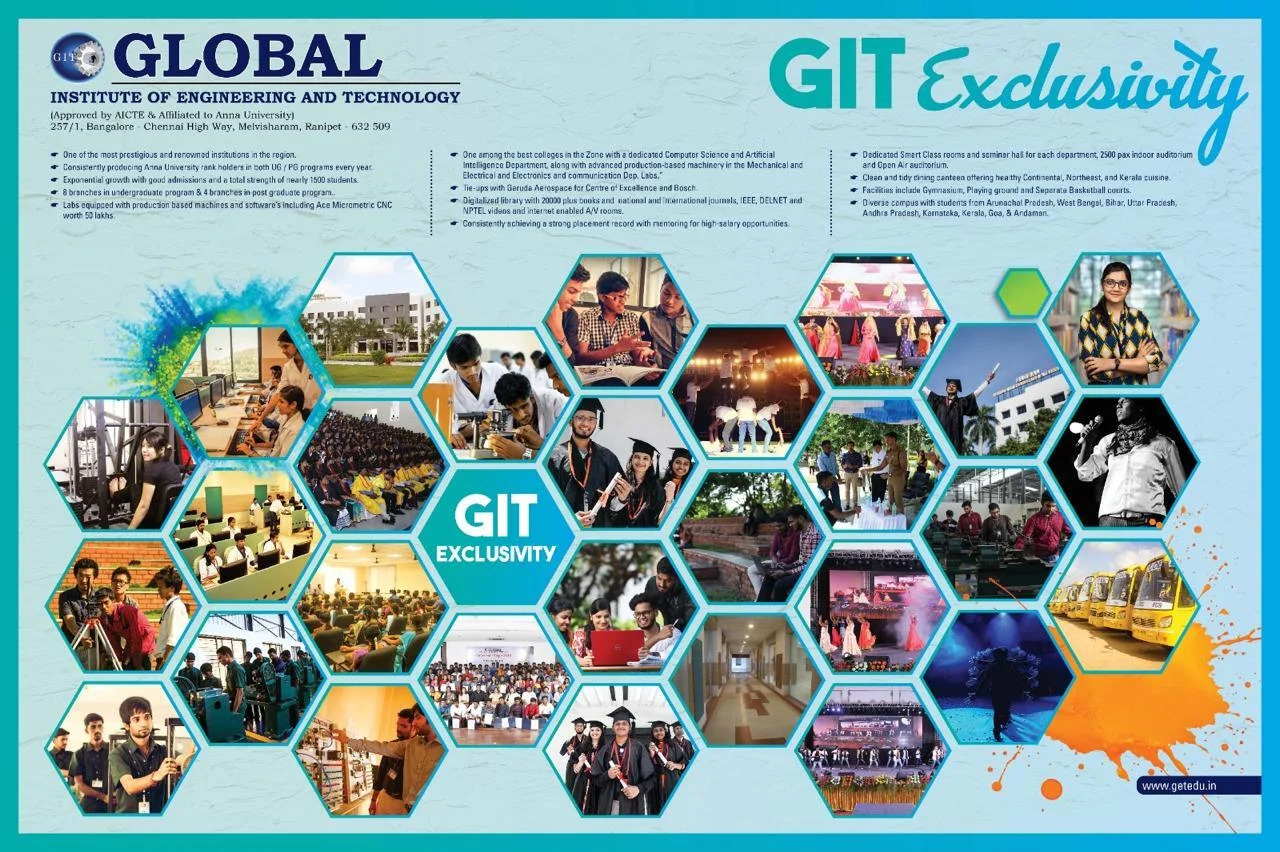 GIT
GLOBAL
INSTITUTE OF ENGINEERING AND TECHNOLOGY
(Approved by AICTE & Affiliated to Anna University)
257/1, Bangalore - Chennai High Way, Melvisharam, Ranipet - 632 509
GIT Exclusivity
One of the most prestigious and renowned institutions in the region.
Consistently producing Anna University rank holders in both UG / PG programs every year.
Exponential growth with good admissions and a total strength of nearly 1500 students.
8 branches in undergraduate program & 4 branches in post graduate program..
Labs equipped with production based machines and software's including Ace Micrometric CNC
worth 50 lakhs.
One among the best colleges in the Zone with a dedicated Computer Science and Artificial
Intelligence Department, along with advanced production-based machinery in the Mechanical and
Electrical and Electronics and communication Dep. Labs."
Tie-ups with Garuda Aerospace for Centre of Excellence and Bosch.
Digitalized library with 20000 plus books and national and International journals, IEEE, DELNET and
NPTEL videos and internet enabled A/V rooms.
Consistently achieving a strong placement record with mentoring for high-salary opportunities.
Dedicated Smart Class rooms and seminar hall for each department, 2500 pax indoor auditorium
and Open Air auditorium.
Clean and tidy dining canteen offering healthy Continental, Northeast, and Kerala cuisine.
Facilities include Gymnasium, Playing ground and Separate Basketball courts.
Diverse campus with students from Arunachal Pradesh, West Bengal, Bihar, Uttar Pradesh,
Andhra Pradesh, Karnataka, Kerala, Goa, & Andaman.
GIT
EXCLUSIVITY
www.getedu.in